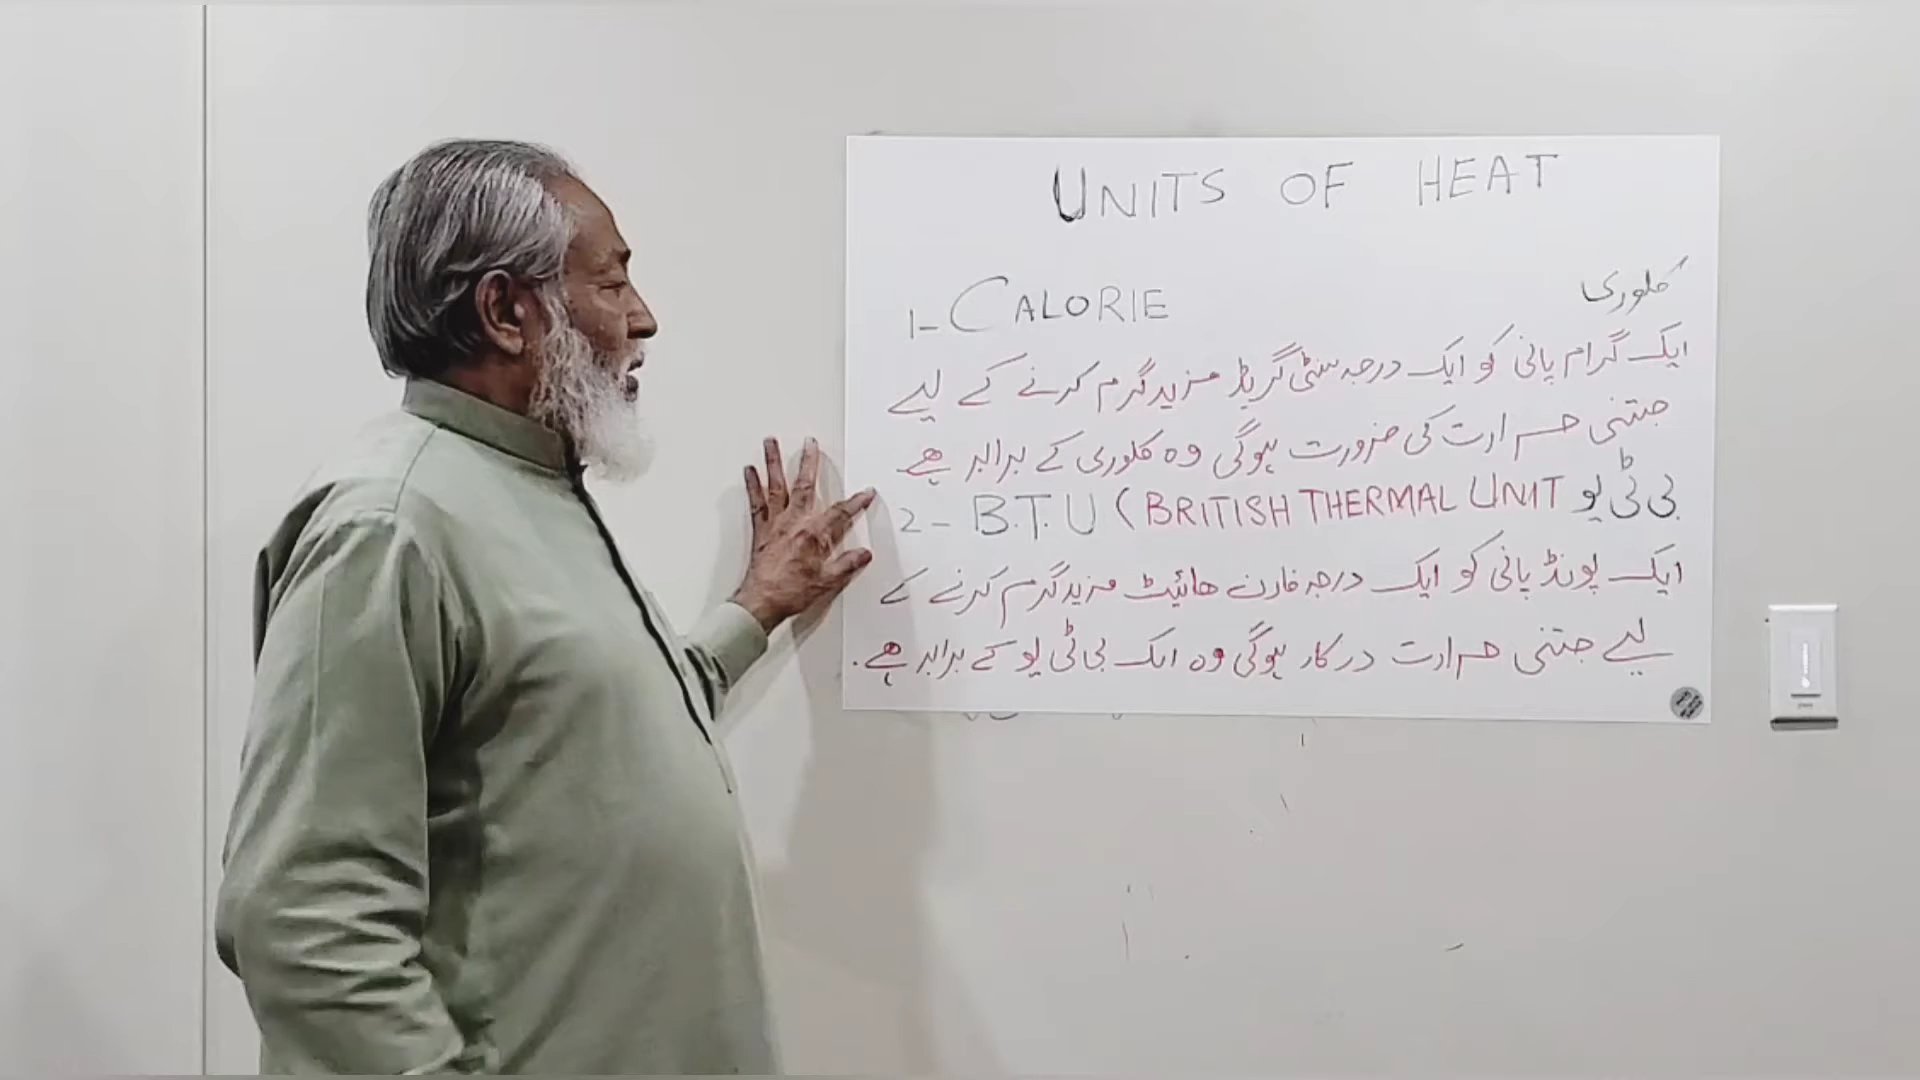 UNITS OF HEAT
1- CALORIE کلوری
ایک گرام پانی کو ایک درجہ سنٹی گریڈ مزید گرم کرنے کے لیے
جتنی حرارت کی ضرورت ہوگی وہ کلوری کے برابر ھے
2- B.T.U (BRITISH THERMAL UNIT بی ٹی یو
ایک پونڈ پانی کو ایک درجہ فارن ھائیٹ مزید گرم کرنے کے
لیے جتنی حرارت درکار ہوگی وہ ایک بی ٹی یو کے برابر ھے.